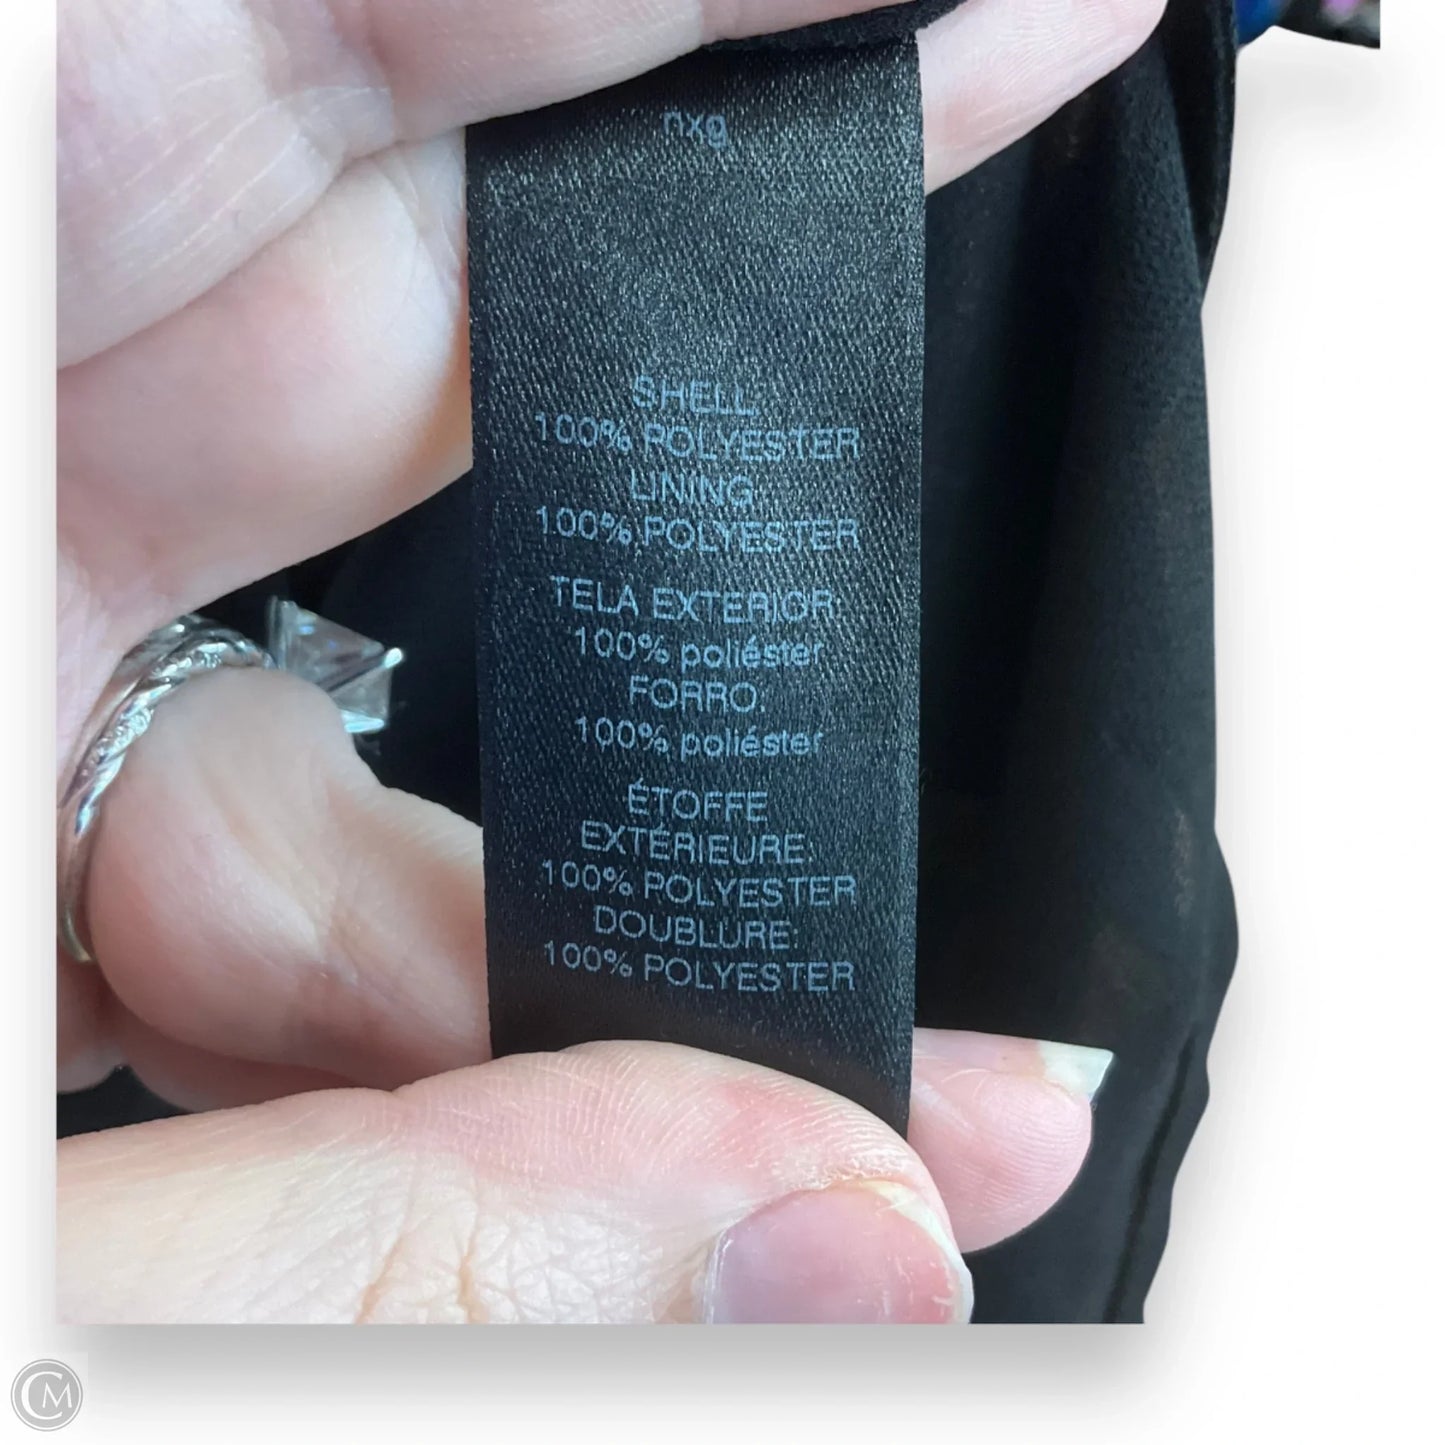 nxg
SHELL
100% POLYESTER
LINING
100% POLYESTER
TELA EXTERIOR
100% poliéster
FORRO.
100% poliéster
ÉTOFFE
EXTÉRIEURE:
100% POLYESTER
DOUBLURE:
100% POLYESTER
CM